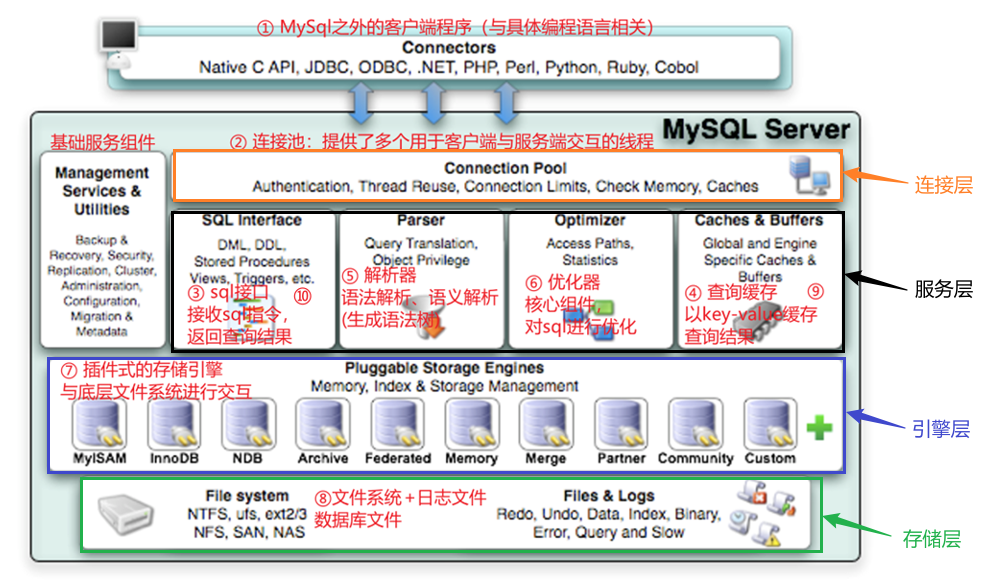 ① MySql之外的客户端程序（与具体编程语言相关）
Connectors
Native C API, JDBC, ODBC, .NET, PHP, Perl, Python, Ruby, Cobol
MySQL Server
基础服务组件
② 连接池：提供了多个用于客户端与服务端交互的线程
Management
Services &
Utilities
Backup &
Recovery, Security,
Replication, Cluster,
Administration,
Configuration,
Migration &
Metadata
Connection Pool
Authentication, Thread Reuse, Connection Limits, Check Memory, Caches
连接层
SQL Interface
DML, DDL,
Stored Procedures
Views, Triggers, etc.
③ sql接口 ⑩
接收sql指令，
返回查询结果
Parser
Query Translation,
Object Privilege
⑤ 解析器
语法解析、语义解析
(生成语法树)
Optimizer
Access Paths,
Statistics
⑥ 优化器
核心组件，
对sql进行优化
Caches & Buffers
Global and Engine
Specific Caches &
Buffers
④ 查询缓存 ⑨
以key-value缓存
查询结果
服务层
⑦ 插件式的存储引擎
与底层文件系统进行交互
Pluggable Storage Engines
Memory, Index & Storage Management
MyISAM InnoDB NDB Archive Federated Memory Merge Partner Community Custom
引擎层
File system
NTFS, ufs, ext2/3
NFS, SAN, NAS
⑧文件系统+日志文件
数据库文件
Files & Logs
Redo, Undo, Data, Index, Binary,
Error, Query and Slow
存储层